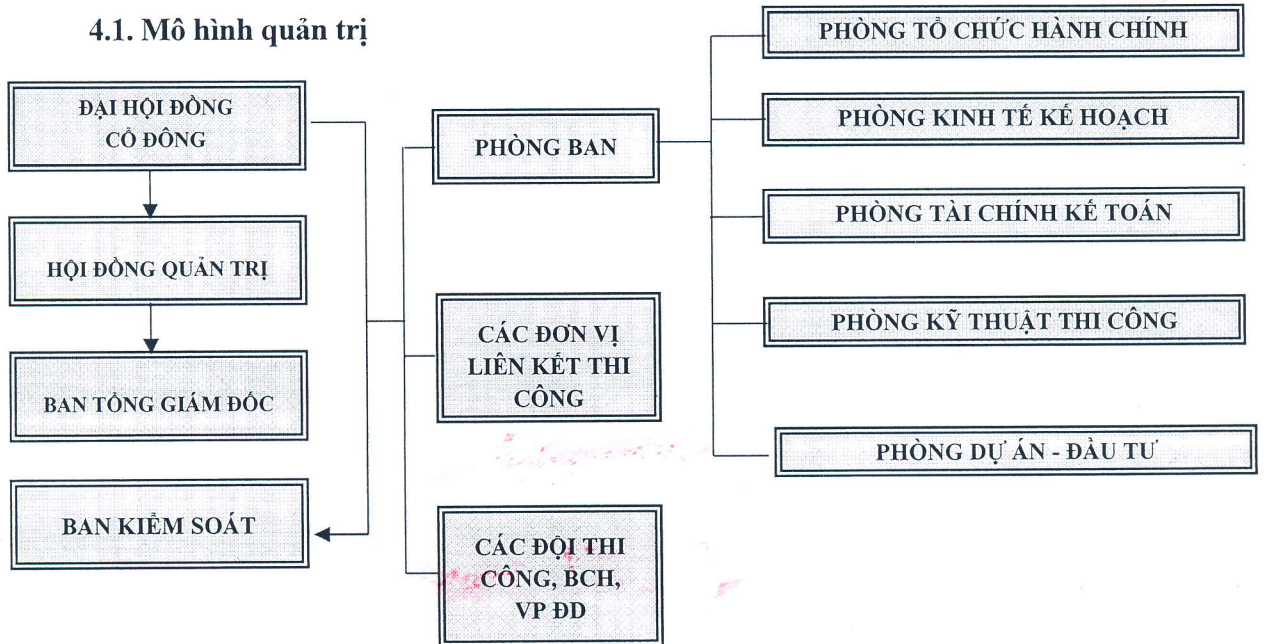 4.1. Mô hình quản trị
ĐẠI HỘI ĐỒNG
CỔ ĐÔNG
HỘI ĐỒNG QUẢN TRỊ
BAN TỔNG GIÁM ĐỐC
BAN KIỂM SOÁT
PHÒNG BAN
CÁC ĐƠN VỊ
LIÊN KẾT THI
CÔNG
CÁC ĐỘI THI
CÔNG, BCH,
VP ĐD
PHÒNG TỔ CHỨC HÀNH CHÍNH
PHÒNG KINH TẾ KẾ HOẠCH
PHÒNG TÀI CHÍNH KẾ TOÁN
PHÒNG KỸ THUẬT THI CÔNG
PHÒNG DỰ ÁN - ĐẦU TƯ